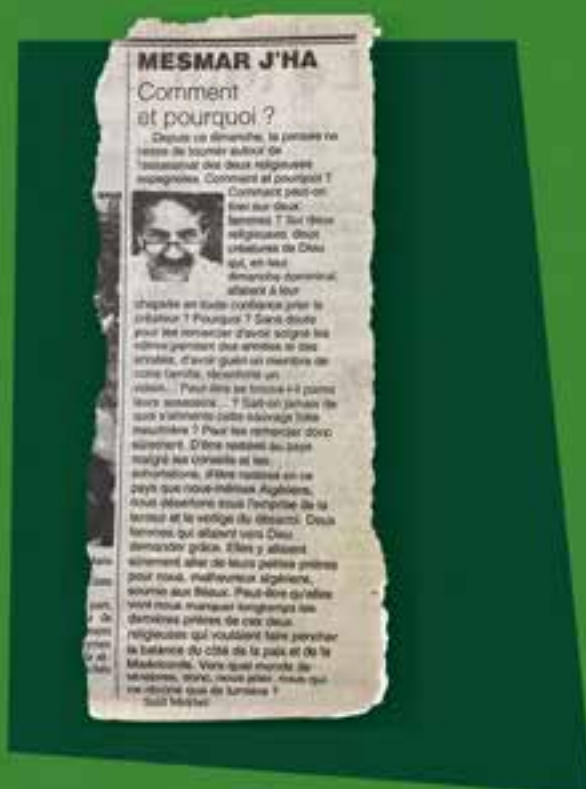 MESMAR J'HA
Comment
et pourquoi ?
Depuis ce dimanche, la pensée ne
cesse de tourner autour de
l'assassinat des deux religieuses
espagnoles. Comment et pourquoi ?
Comment peut-on
tirer sur deux
femmes ? Sur deux
religieuses, deux
créatures de Dieu
qui, en leur
dimanche dominical,
allaient à leur
chapelle en toute confiance prier le
créateur ? Pourquoi ? Sans doute
pour les remercier d'avoir soigné les
nôtres pendant des années et des
années, d'avoir guéri un membre de
votre famille, réconforté un
voisin... Peut-être se trouve-t-il parmi
leurs assassins... ? Sait-on jamais de
quoi s'alimente cette sauvage folie
meurtrière ? Pour les remercier donc
sûrement. D'être restées au pays
malgré les conseils et les
exhortations, d'être restées en ce
pays que nous-mêmes Algériens,
nous désertons sous l'emprise de la
terreur et le vertige du désarroi. Deux
femmes qui allaient vers Dieu
demander grâce. Elles y allaient
sûrement aller de leurs petites prières
pour nous, malheureux algériens,
soumis aux fléaux. Peut-être qu'elles
vont nous manquer longtemps les
dernières prières de ces deux
religieuses qui voulaient faire pencher
la balance du côté de la paix et de la
Miséricorde. Vers quel monde de
ténèbres, donc, nous aller, nous qui
ne que de lumière ?
Saïd Mekbel